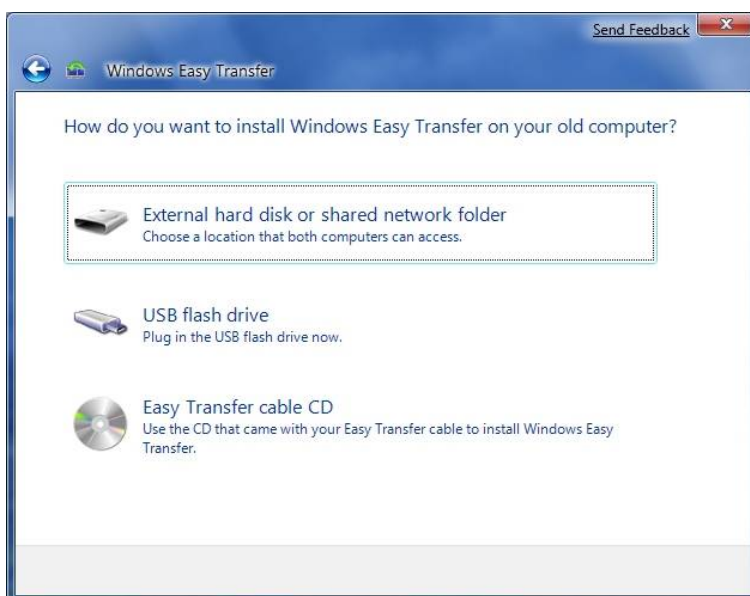 Send Feedback
Windows Easy Transfer
How do you want to install Windows Easy Transfer on your old computer?
External hard disk or shared network folder
Choose a location that both computers can access.
USB flash drive
Plug in the USB flash drive now.
Easy Transfer cable CD
Use the CD that came with your Easy Transfer cable to install Windows Easy
Transfer.